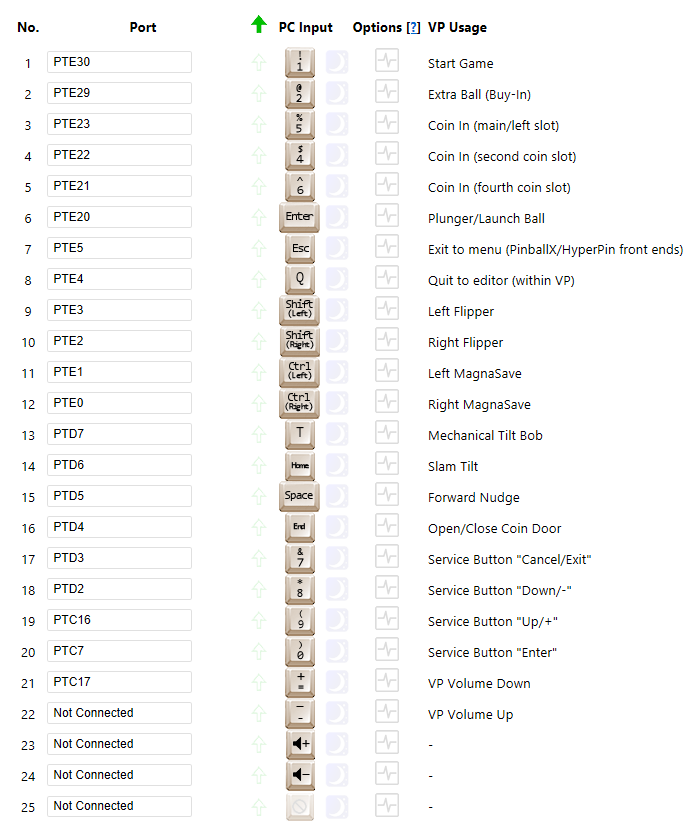 No. Port PC Input Options [?] VP Usage
1 PTE30 ! 1 Start Game
2 PTE29 @ 2 Extra Ball (Buy-In)
3 PTE23 % 5 Coin In (main/left slot)
4 PTE22 $ 4 Coin In (second coin slot)
5 PTE21 ^ 6 Coin In (fourth coin slot)
6 PTE20 Enter Plunger/Launch Ball
7 PTE5 Esc Exit to menu (PinballX/HyperPin front ends)
8 PTE4 Q Quit to editor (within VP)
9 PTE3 Shift (Left) Left Flipper
10 PTE2 Shift (Right) Right Flipper
11 PTE1 Ctrl (Left) Left MagnaSave
12 PTE0 Ctrl (Right) Right MagnaSave
13 PTD7 T Mechanical Tilt Bob
14 PTD6 Home Slam Tilt
15 PTD5 Space Forward Nudge
16 PTD4 End Open/Close Coin Door
17 PTD3 & 7 Service Button "Cancel/Exit"
18 PTD2 * 8 Service Button "Down/-"
19 PTC16 ( 9 Service Button "Up/+"
20 PTC7 ) 0 Service Button "Enter"
21 PTC17 + = VP Volume Down
22 Not Connected _ - VP Volume Up
23 Not Connected + -
24 Not Connected - -
25 Not Connected -